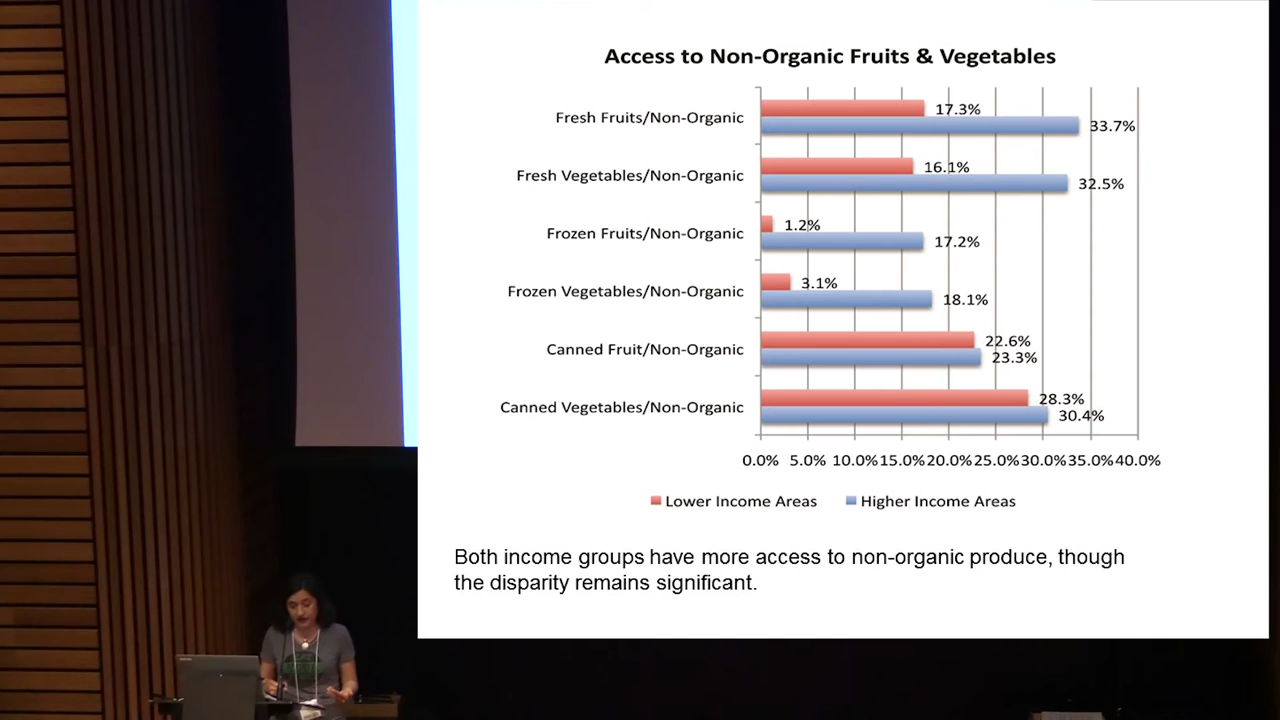 Access to Non-Organic Fruits & Vegetables
Fresh Fruits/Non-Organic
17.3%
33.7%
Fresh Vegetables/Non-Organic
16.1%
32.5%
Frozen Fruits/Non-Organic
1.2%
17.2%
Frozen Vegetables/Non-Organic
3.1%
18.1%
Canned Fruit/Non-Organic
22.6%
23.3%
Canned Vegetables/Non-Organic
28.3%
30.4%
0.0% 5.0% 10.0% 15.0% 20.0% 25.0% 30.0% 35.0% 40.0%
Lower Income Areas Higher Income Areas
Both income groups have more access to non-organic produce, though
the disparity remains significant.